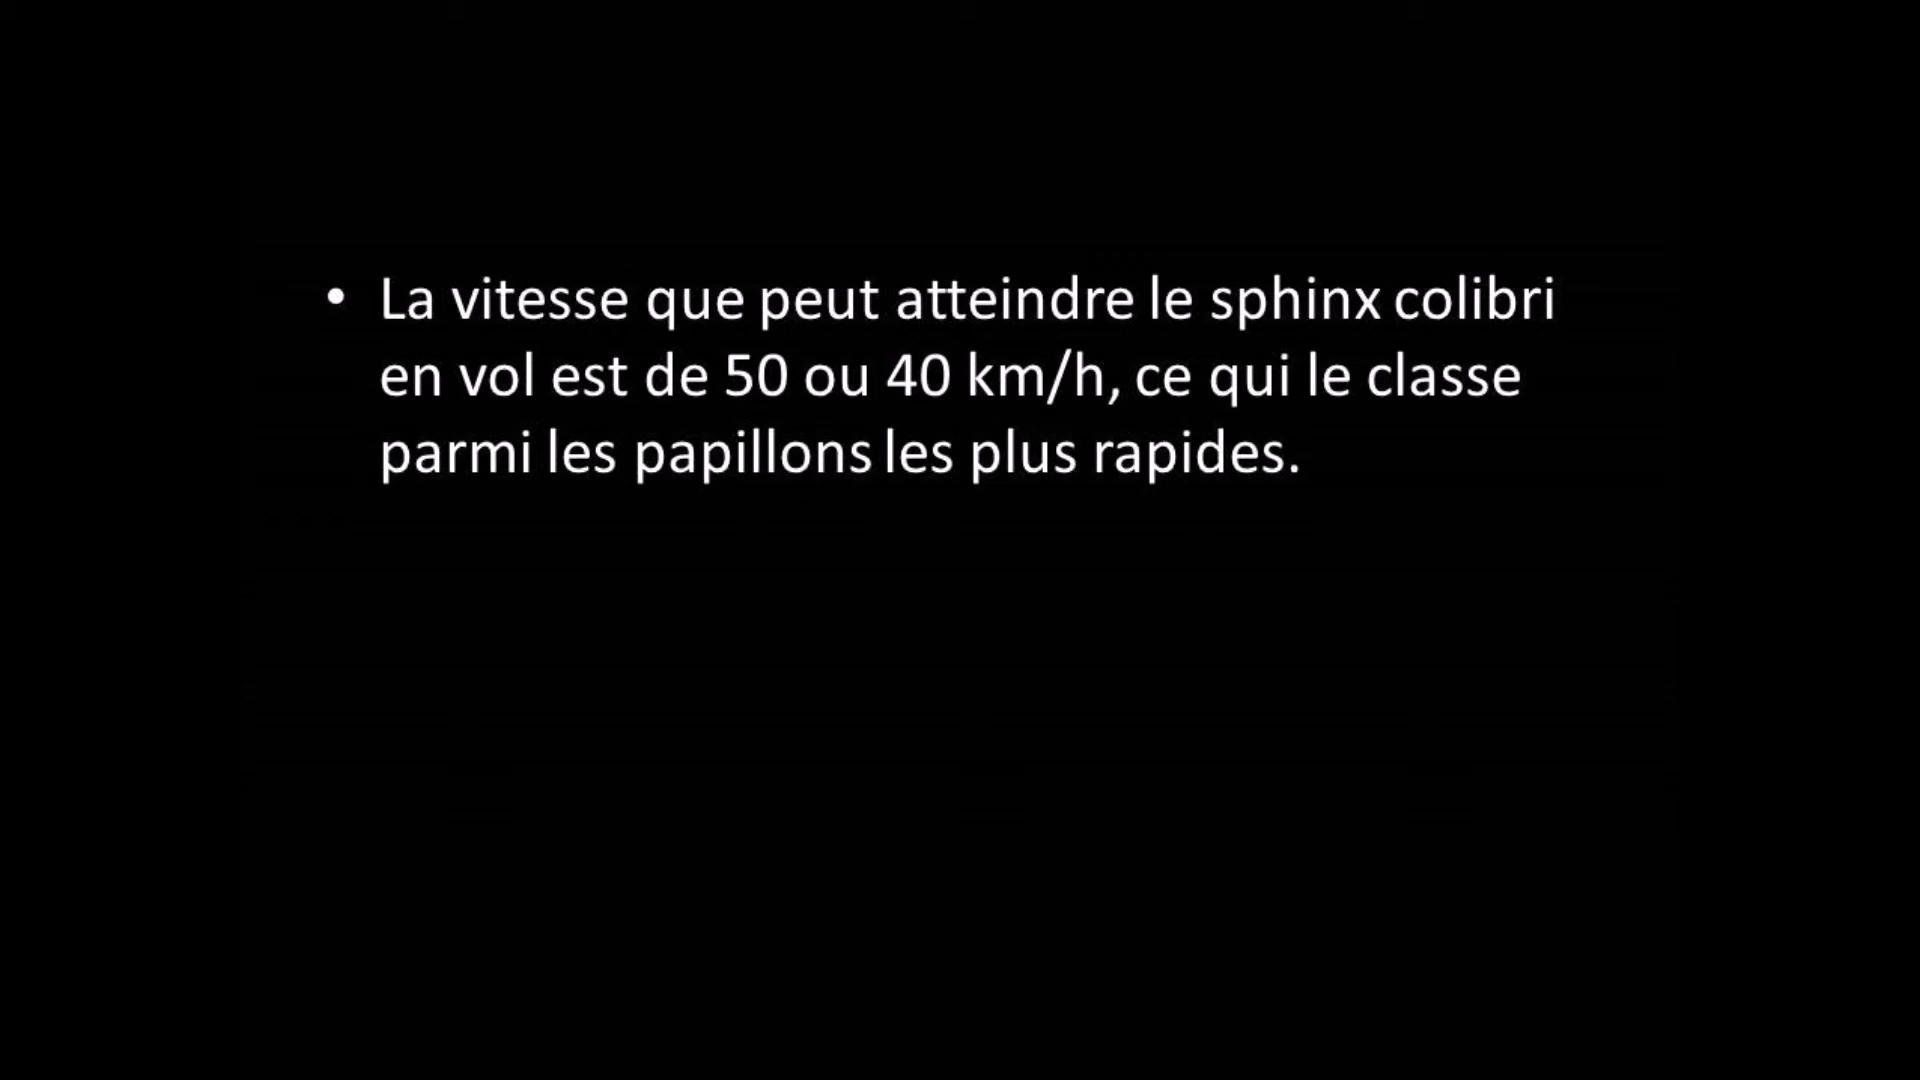 • La vitesse que peut atteindre le sphinx colibri
en vol est de 50 ou 40 km/h, ce qui le classe
parmi les papillons les plus rapides.